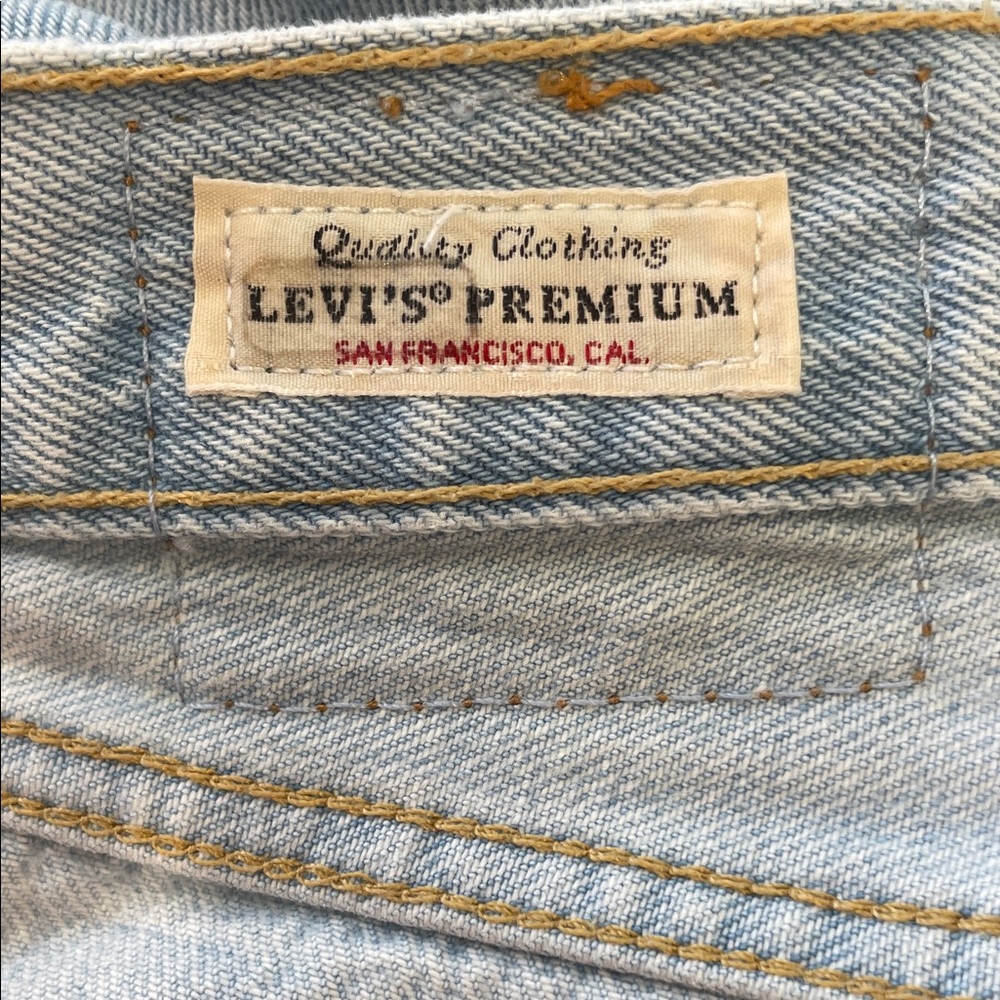 Quality Clothing
LEVI'S® PREMIUM
SAN FRANCISCO, CAL.